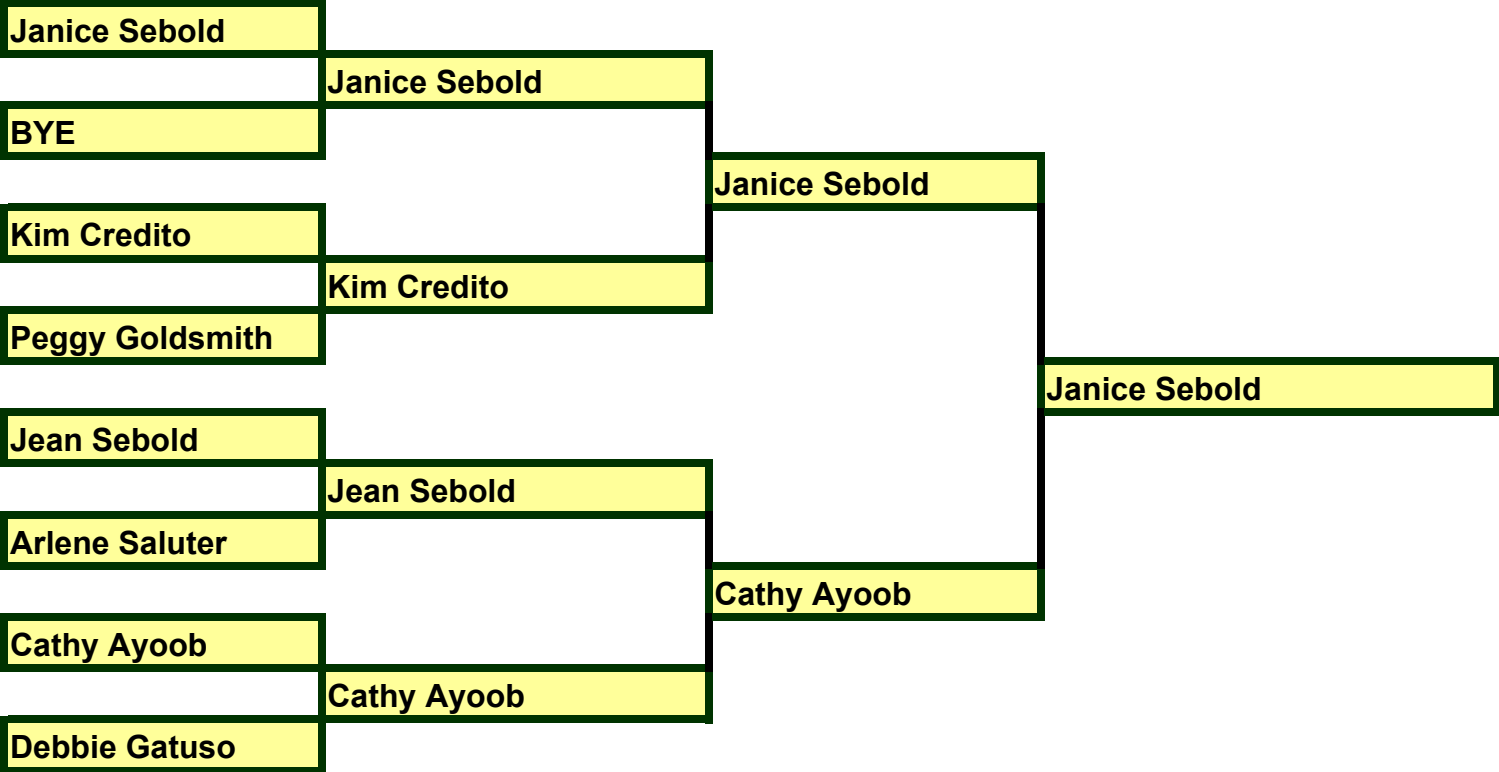 Janice Sebold
Janice Sebold
BYE
Janice Sebold
Kim Credito
Kim Credito
Peggy Goldsmith
Janice Sebold
Jean Sebold
Jean Sebold
Arlene Saluter
Cathy Ayoob
Cathy Ayoob
Cathy Ayoob
Debbie Gatuso